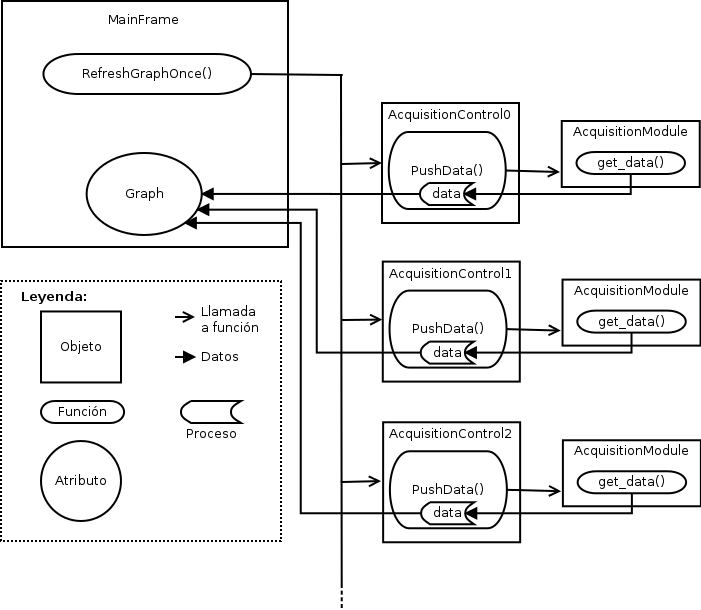 MainFrame
RefreshGraphOnce()
Graph
AcquisitionControl0
PushData()
data
AcquisitionModule
get_data()
AcquisitionControl1
PushData()
data
AcquisitionModule
get_data()
AcquisitionControl2
PushData()
data
AcquisitionModule
get_data()
Leyenda:
Objeto
Llamada
a función
Datos
Función
Proceso
Atributo